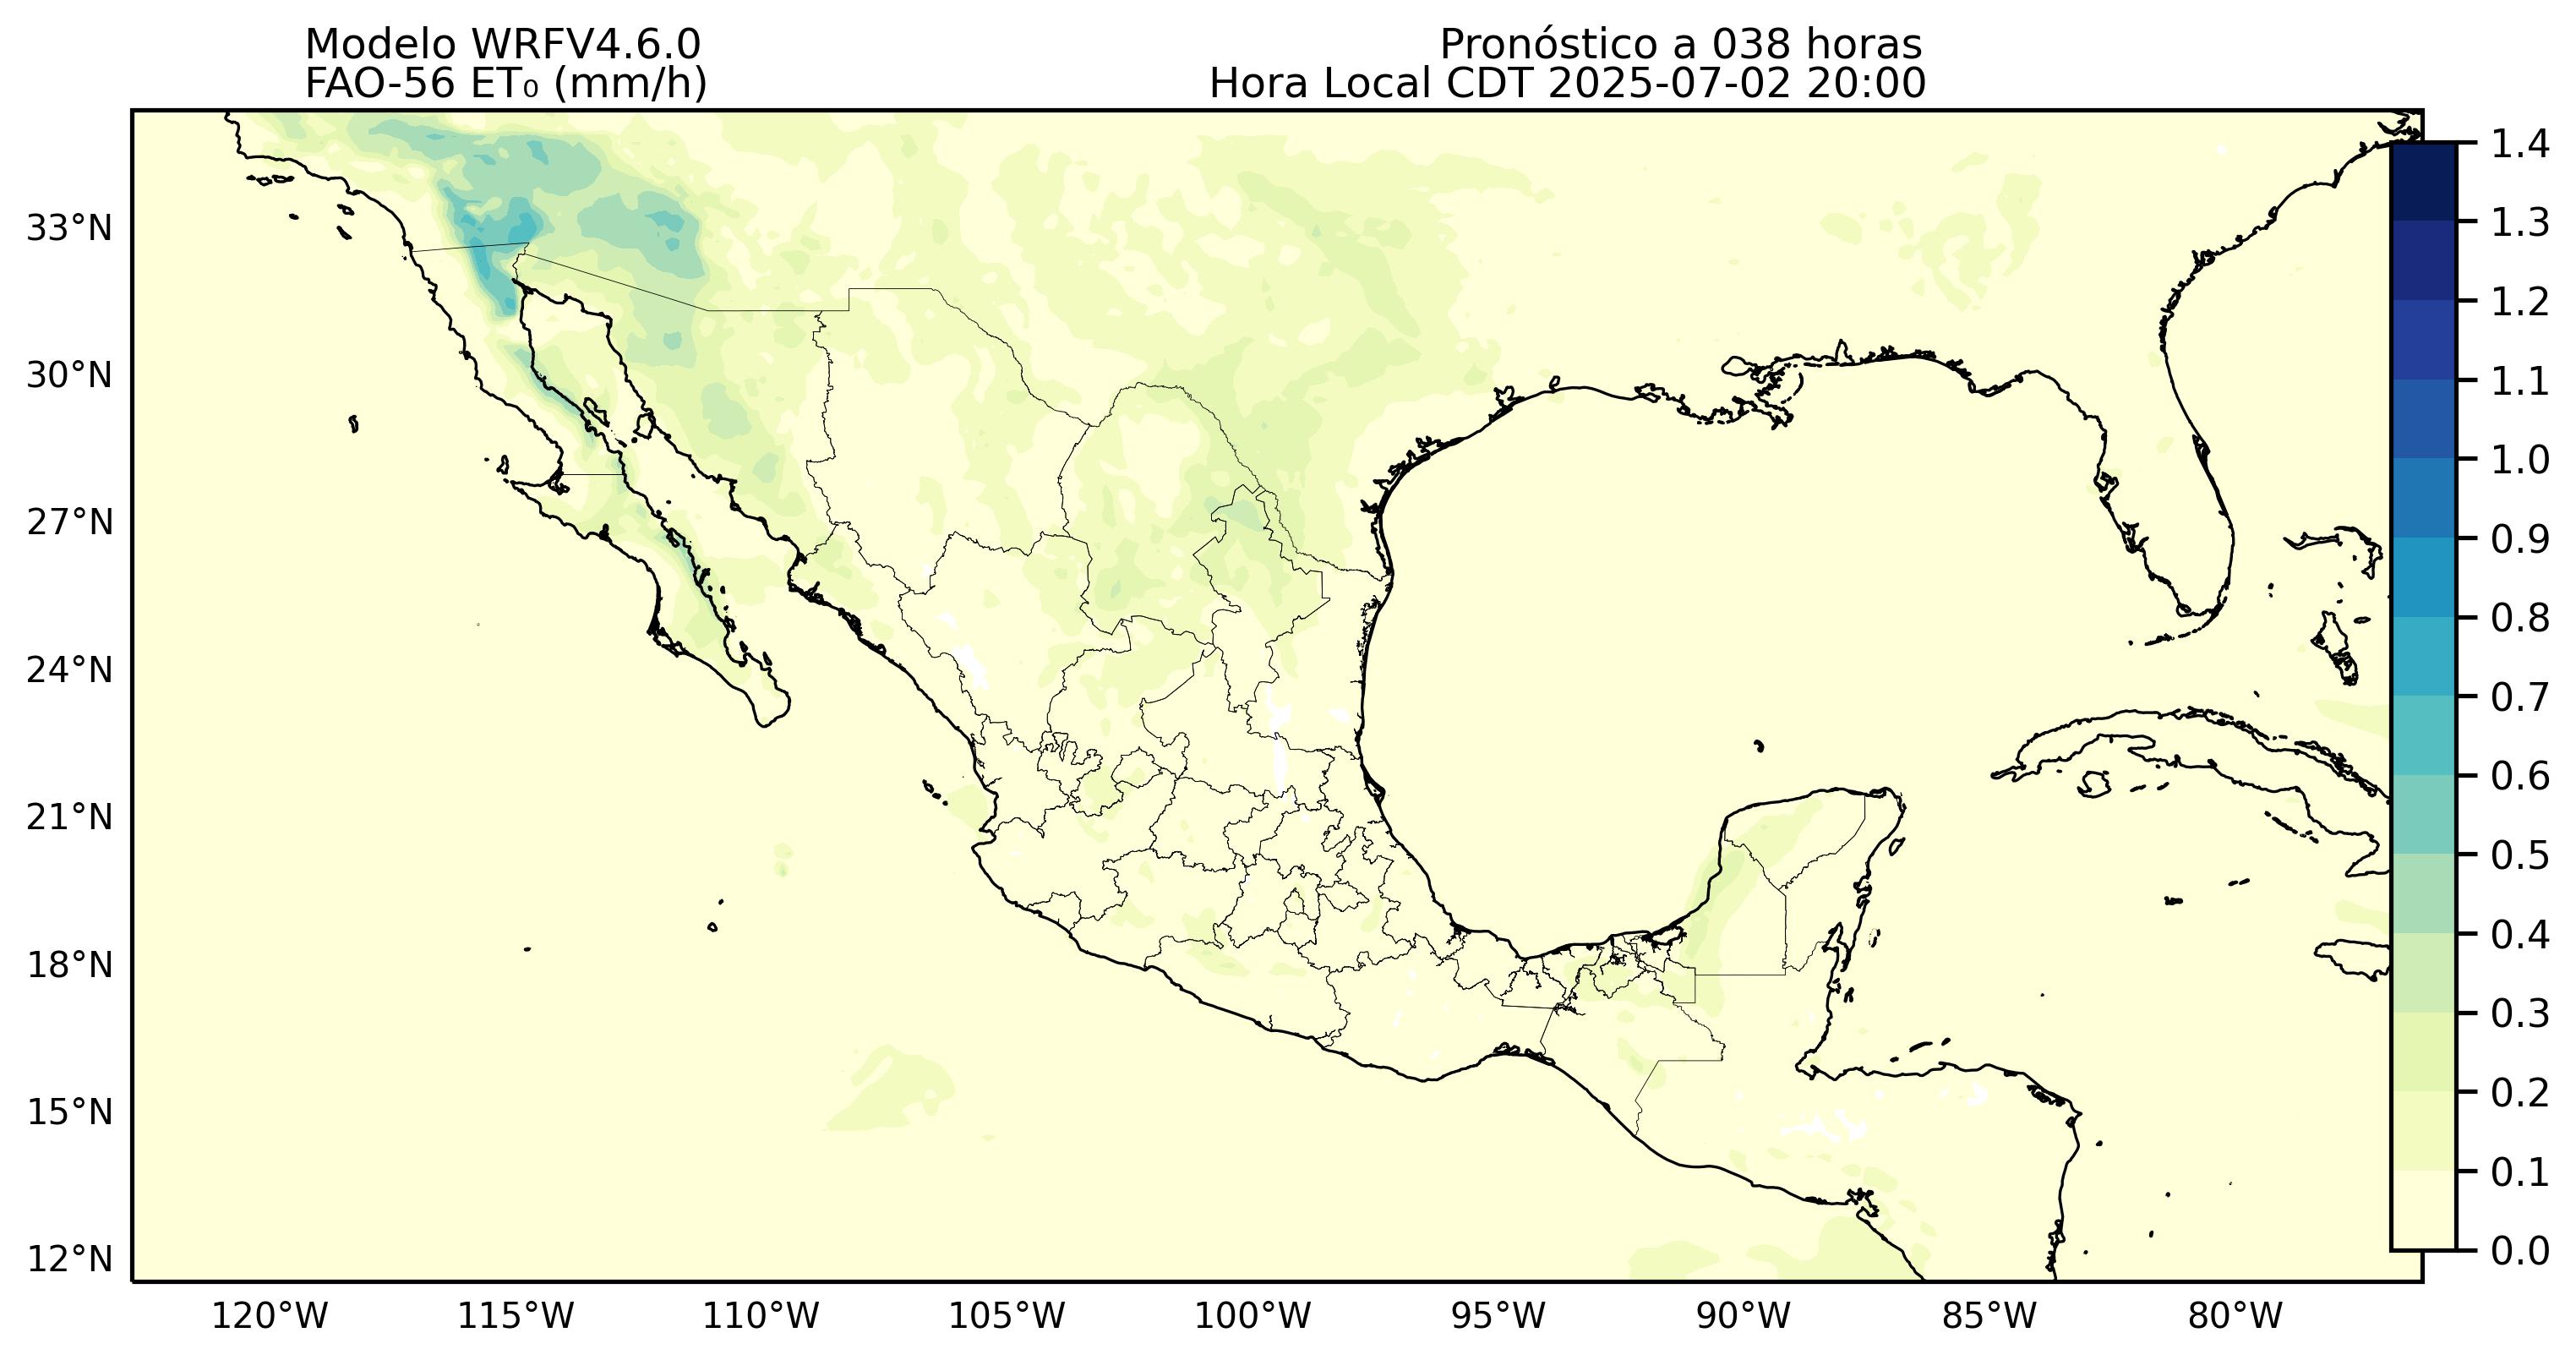 Modelo WRFV4.6.0
FAO-56 ET₀ (mm/h)
Pronóstico a 038 horas
Hora Local CDT 2025-07-02 20:00
33°N
30°N
27°N
24°N
21°N
18°N
15°N
12°N
120°W
115°W
110°W
105°W
100°W
95°W
90°W
85°W
80°W
1.4
1.3
1.2
1.1
1.0
0.9
0.8
0.7
0.6
0.5
0.4
0.3
0.2
0.1
0.0